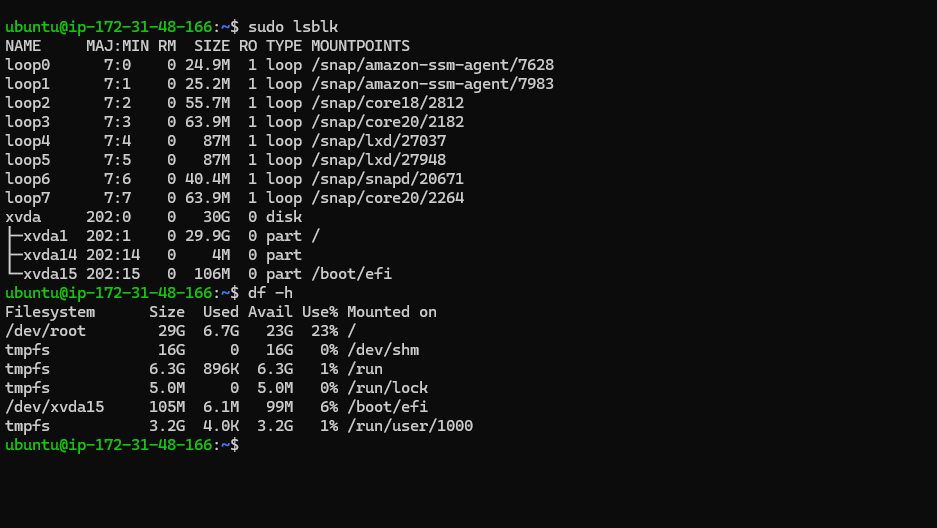 ubuntu@ip-172-31-48-166:~$ sudo lsblk
NAME     MAJ:MIN RM  SIZE RO TYPE MOUNTPOINTS
loop0      7:0    0 24.9M  1 loop /snap/amazon-ssm-agent/7628
loop1      7:1    0 25.2M  1 loop /snap/amazon-ssm-agent/7983
loop2      7:2    0 55.7M  1 loop /snap/core18/2812
loop3      7:3    0 63.9M  1 loop /snap/core20/2182
loop4      7:4    0   87M  1 loop /snap/lxd/27037
loop5      7:5    0   87M  1 loop /snap/lxd/27948
loop6      7:6    0 40.4M  1 loop /snap/snapd/20671
loop7      7:7    0 63.9M  1 loop /snap/core20/2264
xvda     202:0    0   30G  0 disk
├─xvda1  202:1    0 29.9G  0 part /
├─xvda14 202:14   0    4M  0 part
└─xvda15 202:15   0  106M  0 part /boot/efi
ubuntu@ip-172-31-48-166:~$ df -h
Filesystem      Size  Used Avail Use% Mounted on
/dev/root        29G  6.7G   23G  23% /
tmpfs            16G     0   16G   0% /dev/shm
tmpfs           6.3G  896K  6.3G   1% /run
tmpfs           5.0M     0  5.0M   0% /run/lock
/dev/xvda15     105M  6.1M   99M   6% /boot/efi
tmpfs           3.2G  4.0K  3.2G   1% /run/user/1000
ubuntu@ip-172-31-48-166:~$